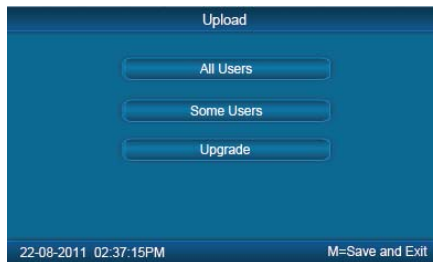 Upload
All Users
Some Users
Upgrade
22-08-2011 02:37:15PM M=Save and Exit